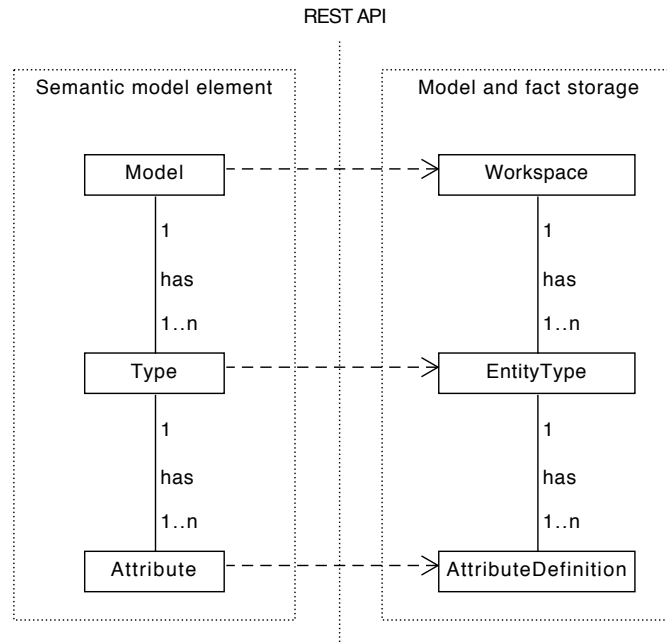 REST API
Semantic model element
Model and fact storage
Model
Workspace
1
1
has
has
1..n
1..n
Type
EntityType
1
1
has
has
1..n
1..n
Attribute
AttributeDefinition